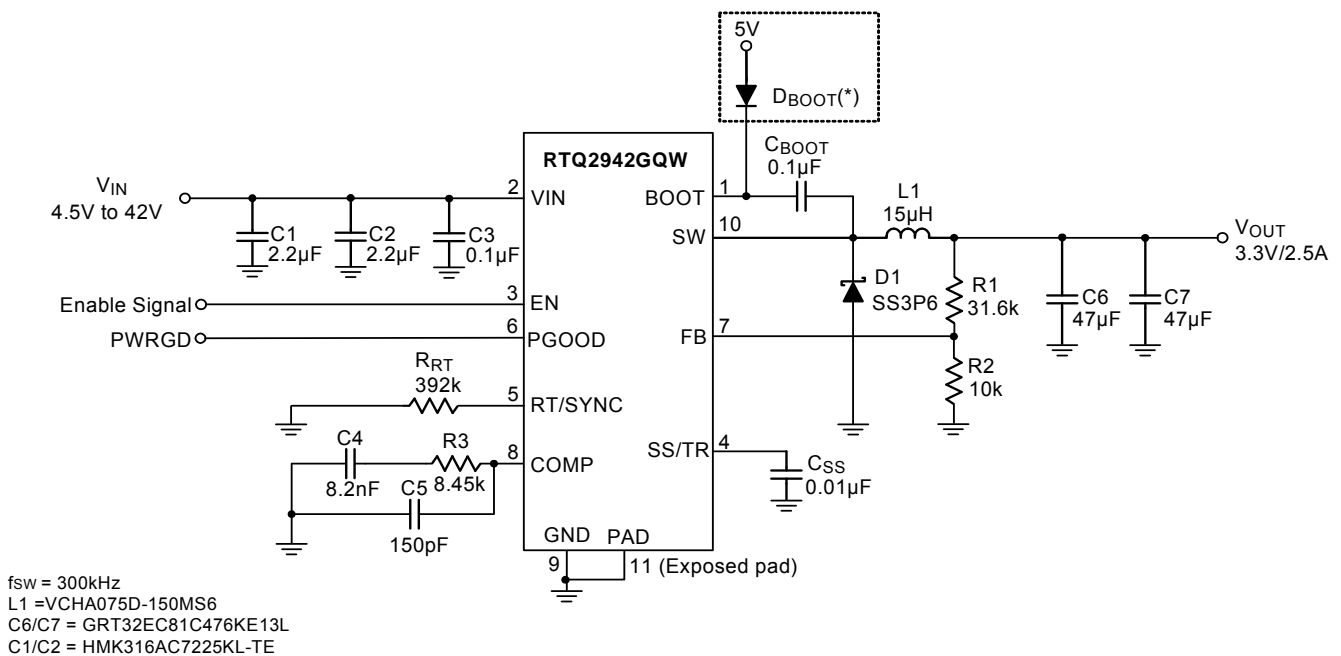 5V
DBOOT(*)
RTQ2942GQW
CBOOT
0.1µF
VIN
4.5V to 42V
2
VIN
BOOT
1
L1
15µH
SW
10
VOUT
3.3V/2.5A
C1
2.2µF
C2
2.2µF
C3
0.1µF
D1
SS3P6
R1
31.6k
C6
47µF
C7
47µF
Enable Signal
3
EN
PWRGD
6
PGOOD
FB
7
RRT
392k
R2
10k
5
RT/SYNC
C4
8.2nF
R3
8.45k
8
COMP
SS/TR
4
CSS
0.01µF
C5
150pF
GND
PAD
9
11 (Exposed pad)
fSW = 300kHz
L1 =VCHA075D-150MS6
C6/C7 = GRT32EC81C476KE13L
C1/C2 = HMK316AC7225KL-TE